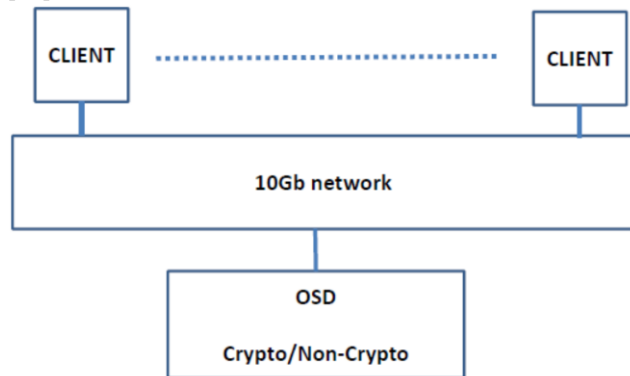 CLIENT
CLIENT
10Gb network
OSD
Crypto/Non-Crypto